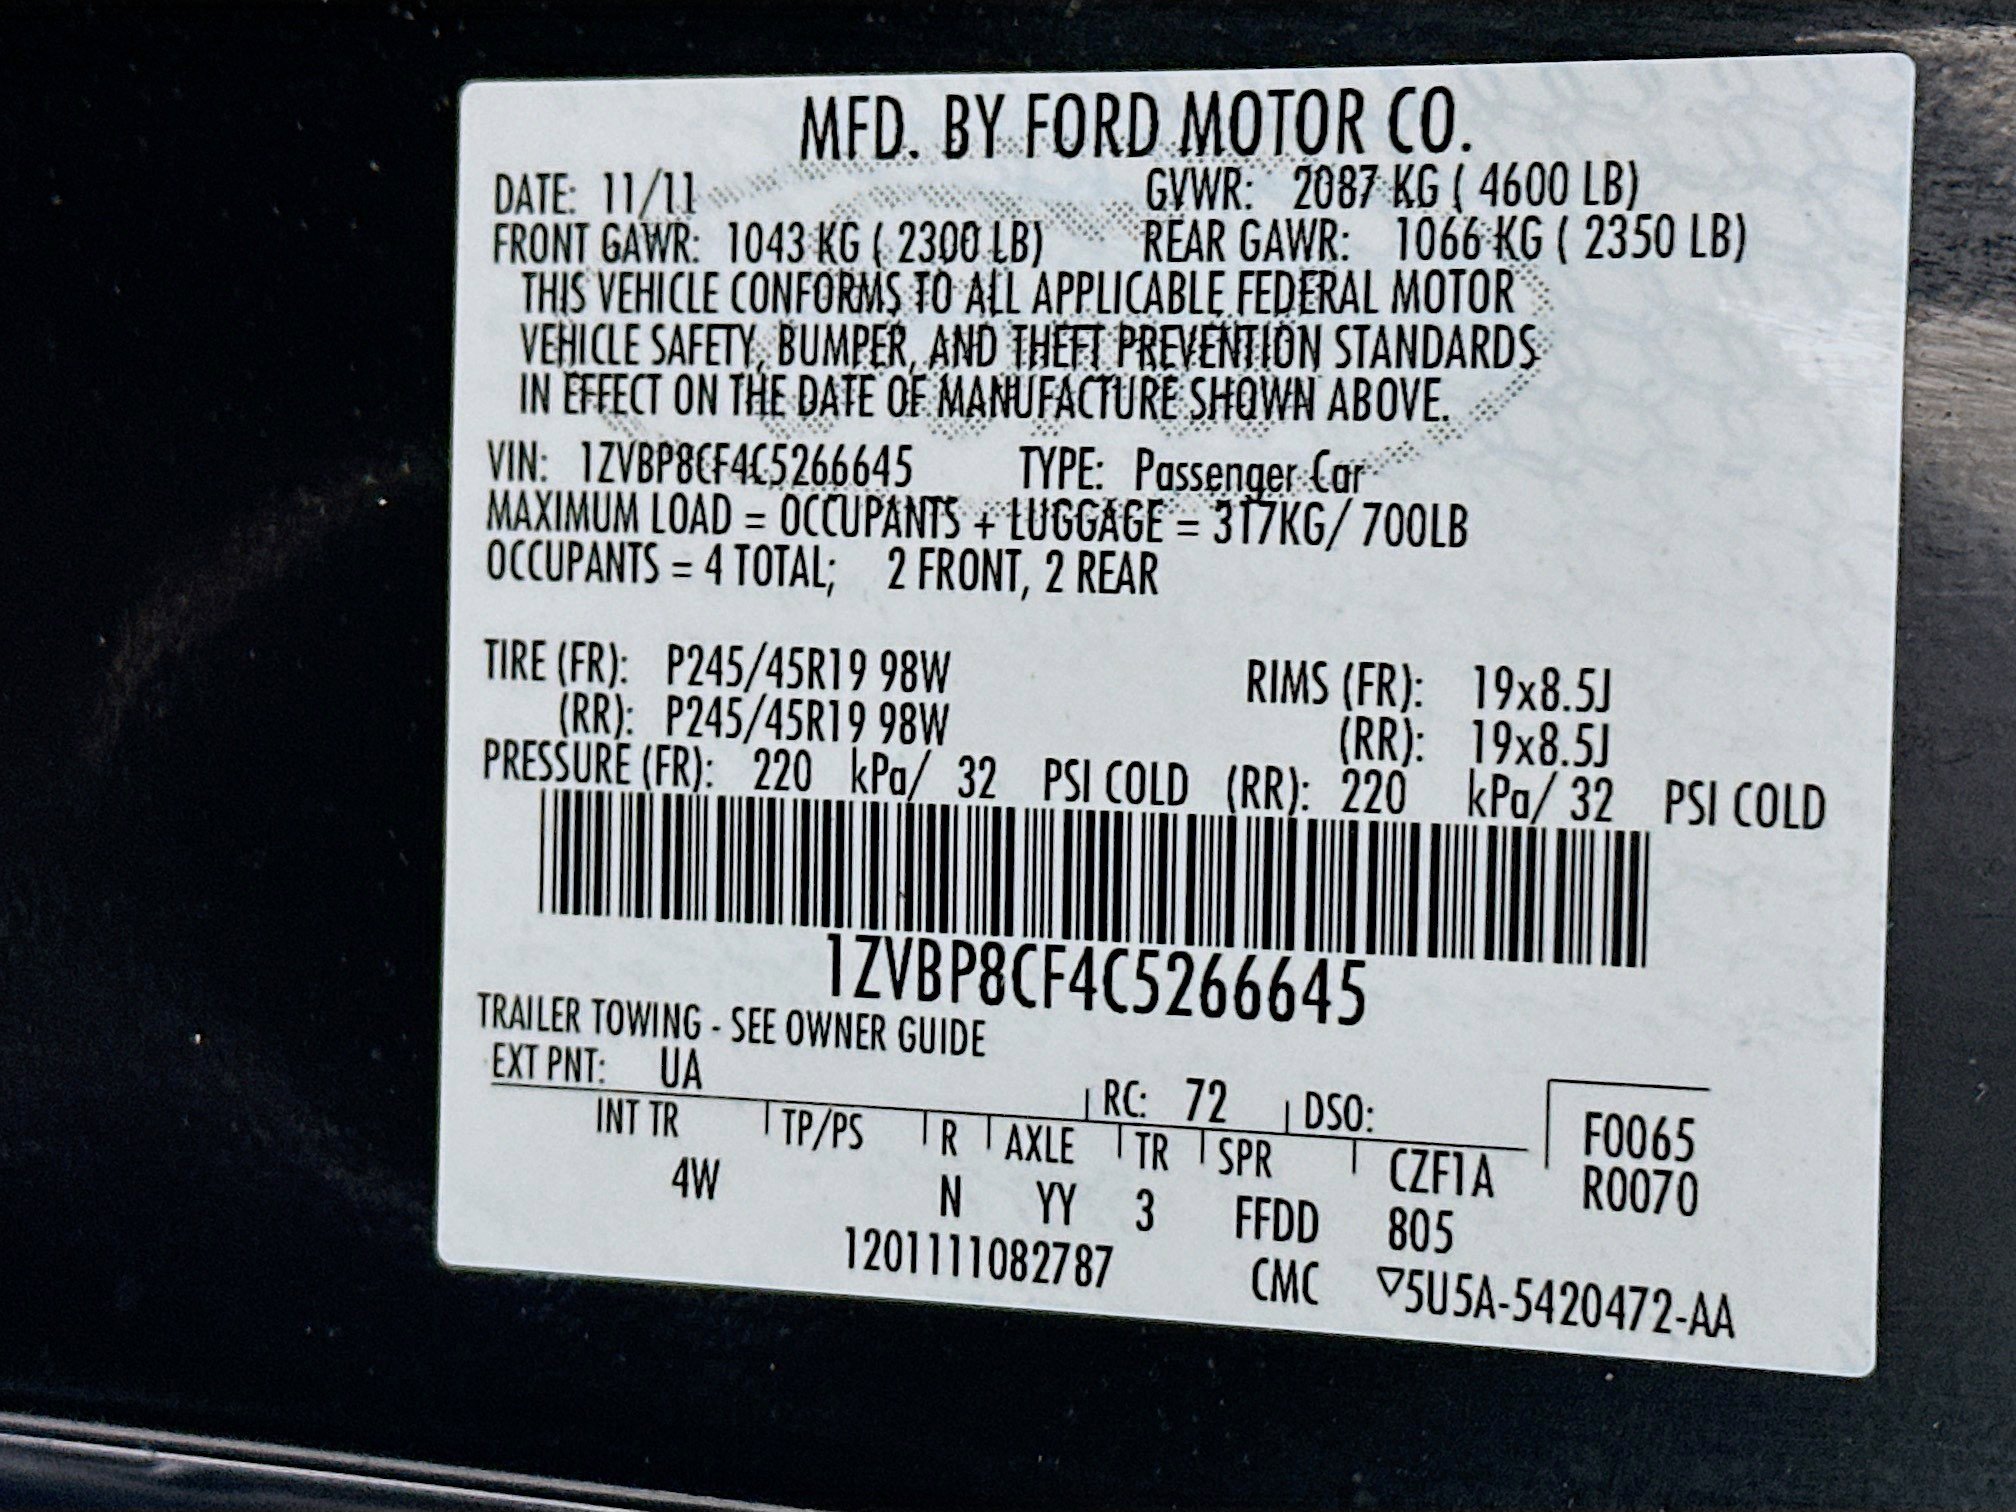 MFD. BY FORD MOTOR CO.
DATE: 11/11 GVWR: 2087 KG ( 4600 LB)
FRONT GAWR: 1043 KG ( 2300 LB) REAR GAWR: 1066 KG ( 2350 LB)
THIS VEHICLE CONFORMS TO ALL APPLICABLE FEDERAL MOTOR
VEHICLE SAFETY, BUMPER, AND THEFT PREVENTION STANDARDS
IN EFFECT ON THE DATE OF MANUFACTURE SHOWN ABOVE.
VIN: 1ZVBP8CF4C5266645 TYPE: Passenger Car
MAXIMUM LOAD = OCCUPANTS + LUGGAGE = 317KG/ 700LB
OCCUPANTS = 4 TOTAL; 2 FRONT, 2 REAR
TIRE (FR): P245/45R19 98W RIMS (FR): 19x8.5J
(RR): P245/45R19 98W (RR): 19x8.5J
PRESSURE (FR): 220 kPa/ 32 PSI COLD (RR): 220 kPa/ 32 PSI COLD
1ZVBP8CF4C5266645
TRAILER TOWING - SEE OWNER GUIDE
EXT PNT: UA RC: 72 DSO:
INT TR TP/PS R AXLE TR SPR CZF1A F0065
4W N YY 3 FFDD 805 R0070
1201111082787 CMC ▽5U5A-5420472-AA